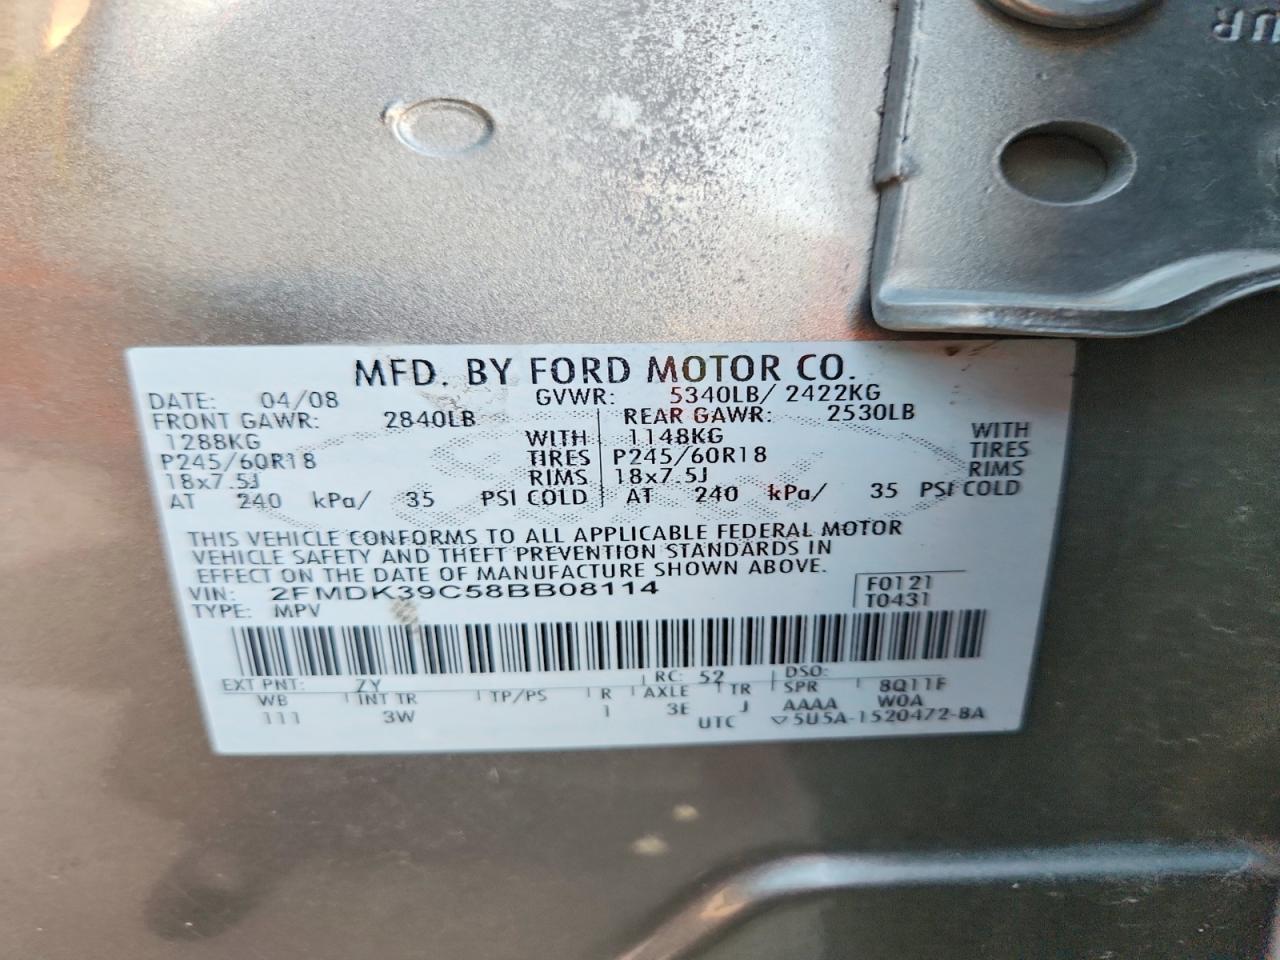 MFD. BY FORD MOTOR CO.
DATE: 04/08 GVWR: 5340LB/ 2422KG
FRONT GAWR: 2840LB REAR GAWR: 2530LB
1288KG WITH 1148KG WITH
P245/60R18 TIRES P245/60R18 TIRES
18x7.5J RIMS 18x7.5J RIMS
AT 240 kPa/ 35 PSI COLD AT 240 kPa/ 35 PSI COLD
THIS VEHICLE CONFORMS TO ALL APPLICABLE FEDERAL MOTOR
VEHICLE SAFETY AND THEFT PREVENTION STANDARDS IN
EFFECT ON THE DATE OF MANUFACTURE SHOWN ABOVE.
VIN: 2FMDK39C58BB08114 F0121
TYPE: MPV T0431
EXT PNT: ZY RC: 52 DSO:
WB INT TR TP/PS R AXLE TR SPR 8Q11F
111 3W 1 3E J AAAA W0A
UTC ▽5U5A-1520472-BA